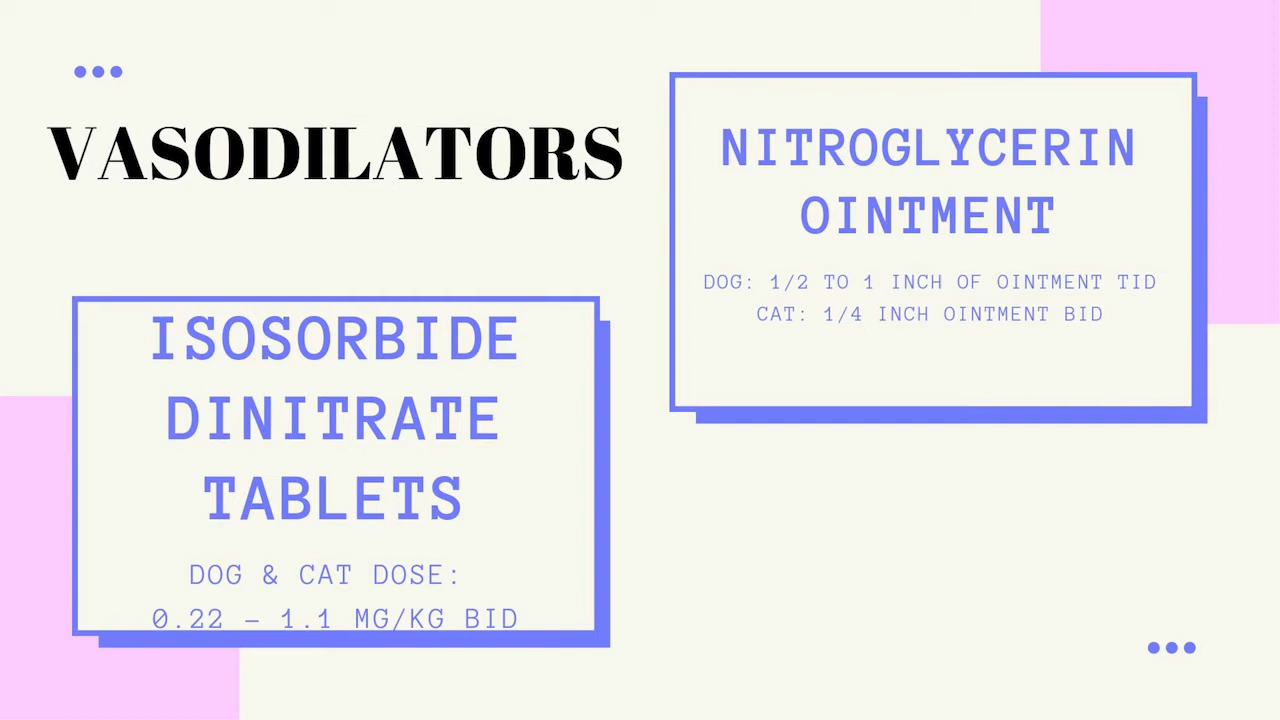 VASODILATORS
ISOSORBIDE
DINITRATE
TABLETS
DOG & CAT DOSE:
0.22 – 1.1 MG/KG BID
NITROGLYCERIN
OINTMENT
DOG: 1/2 TO 1 INCH OF OINTMENT TID
CAT: 1/4 INCH OINTMENT BID